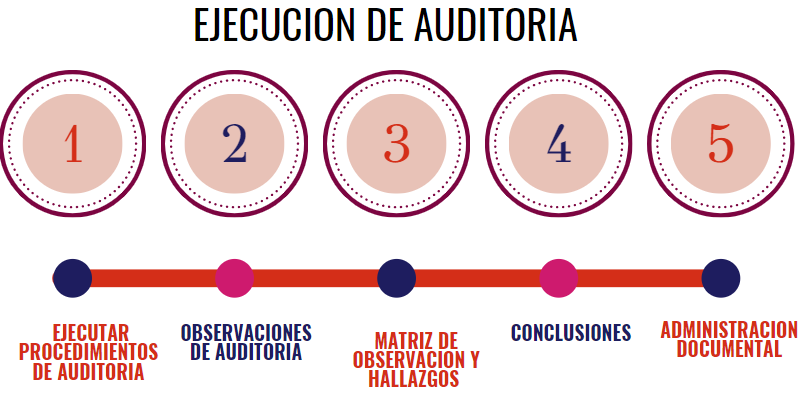 EJECUCION DE AUDITORIA
1
2
3
4
5
EJECUTAR
PROCEDIMIENTOS
DE AUDITORIA
OBSERVACIONES
DE AUDITORIA
MATRIZ DE
OBSERVACION Y
HALLAZGOS
CONCLUSIONES
ADMINISTRACION
DOCUMENTAL